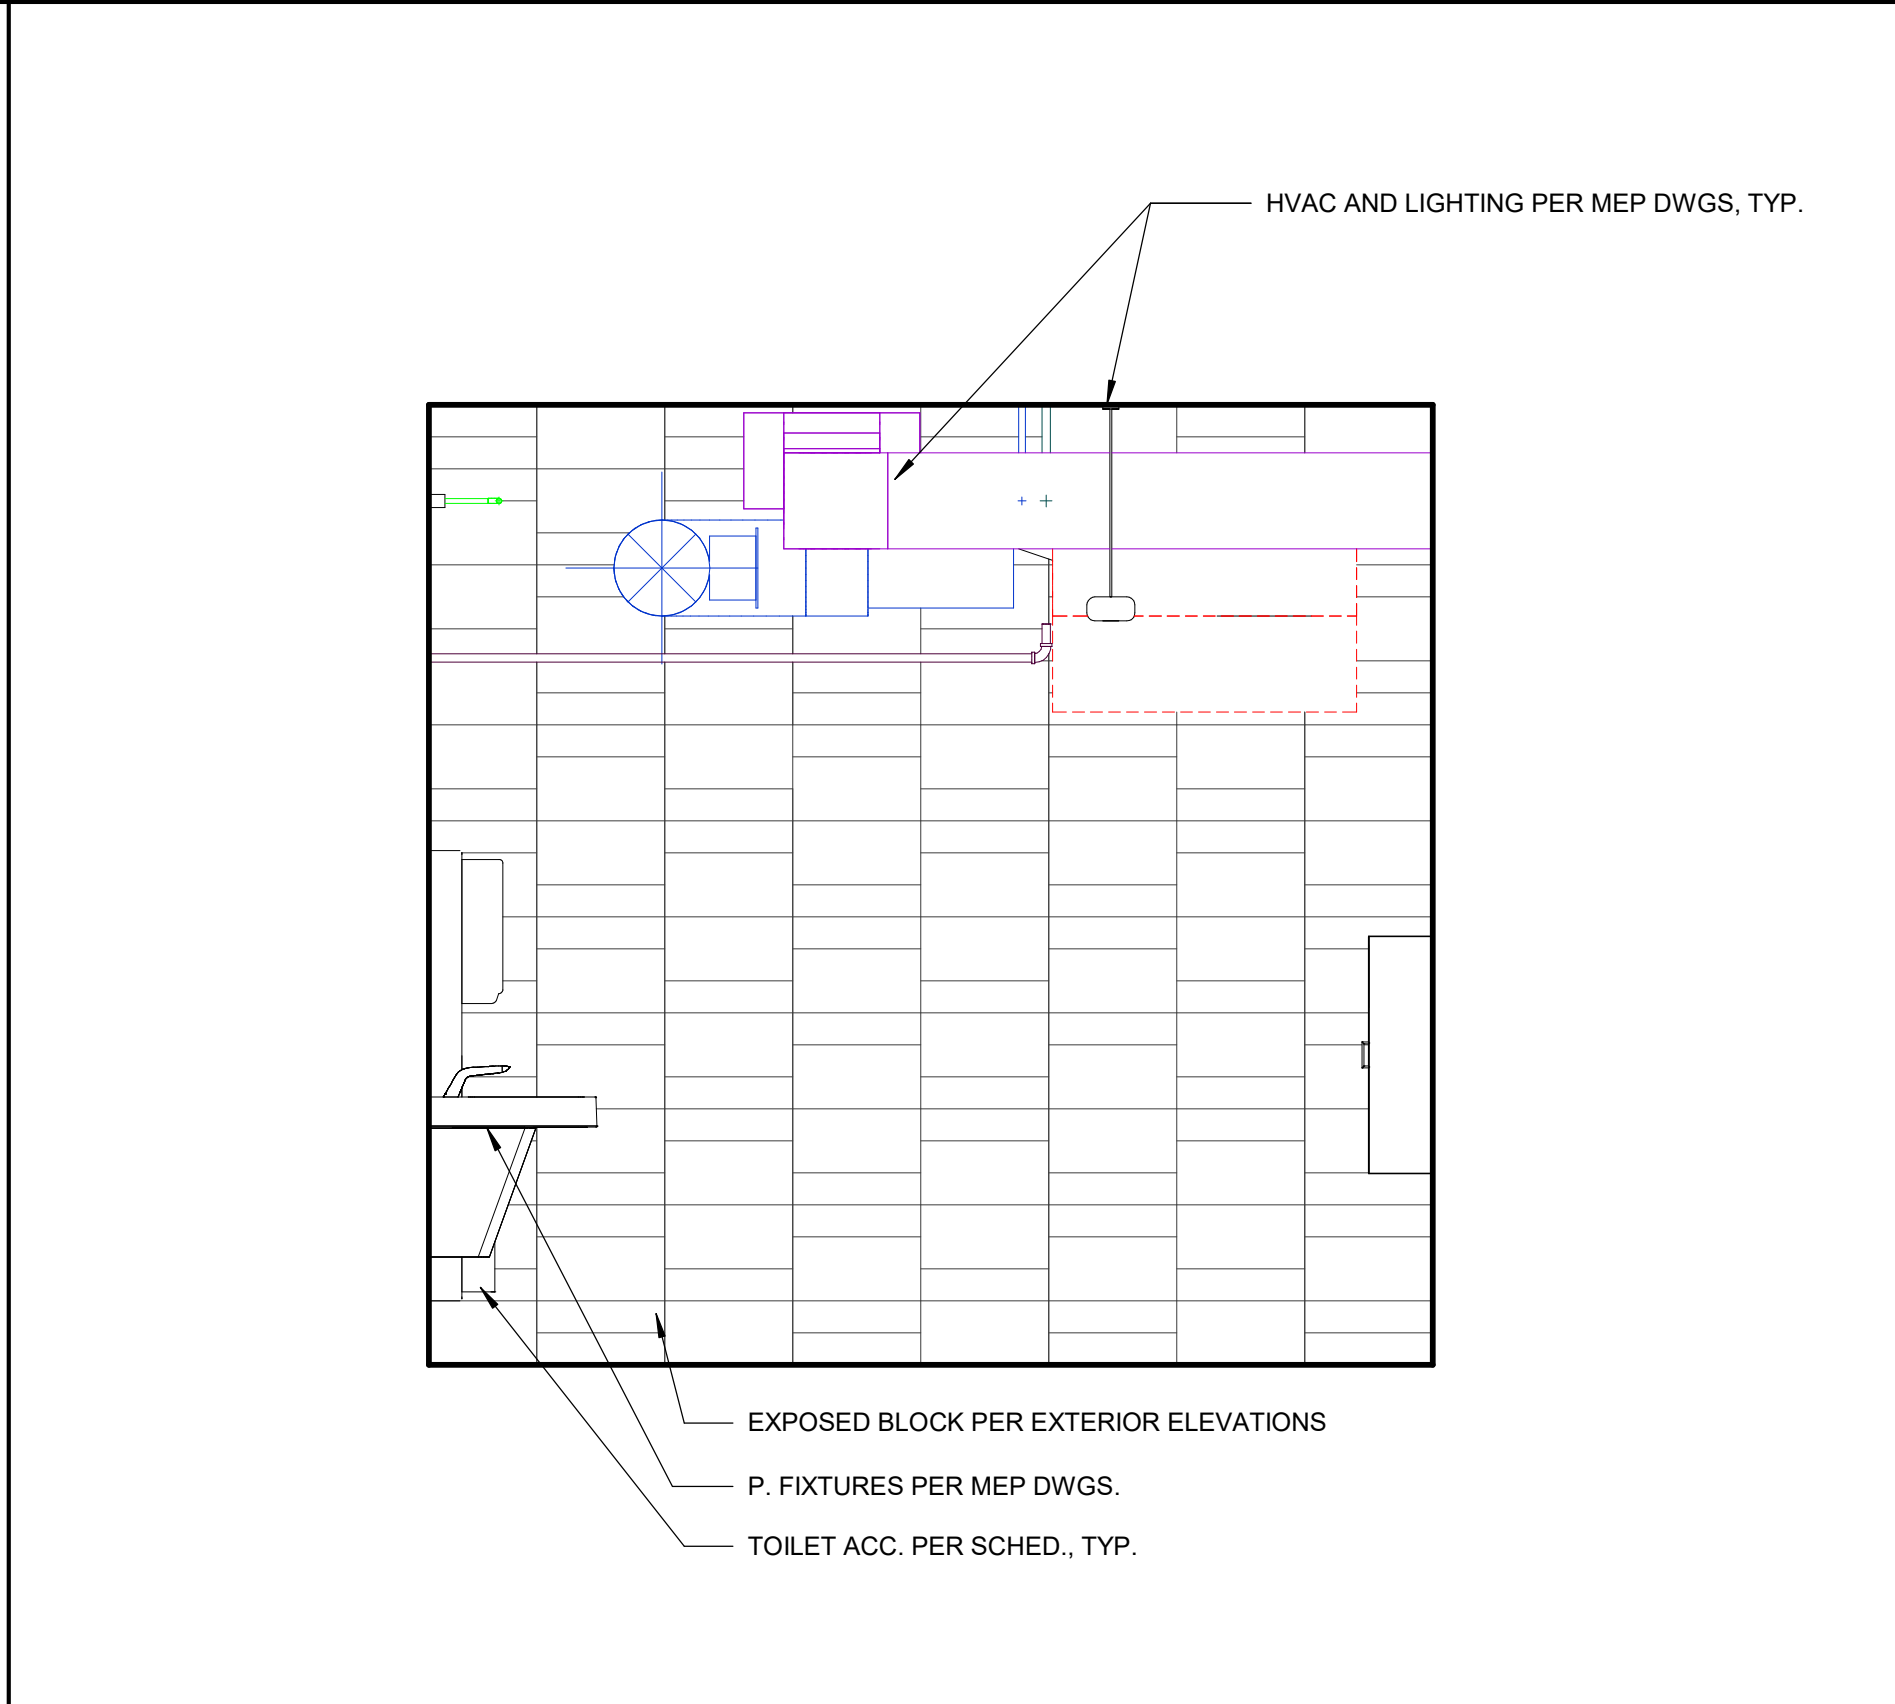 HVAC AND LIGHTING PER MEP DWGS, TYP.
EXPOSED BLOCK PER EXTERIOR ELEVATIONS
P. FIXTURES PER MEP DWGS.
TOILET ACC. PER SCHED., TYP.